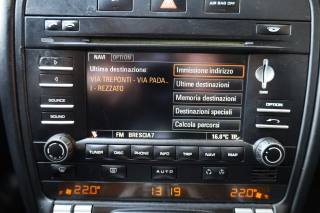 AIR BAG OFF
NAVI OPTION
Ultima destinazione:
VIA TREPONTI - VIA PADA..
I - REZZATO
Immissione indirizzo
Ultime destinazioni
Memoria destinazioni
Destinazioni speciali
Calcola percorsi
SOURCE
SOUND
OPTION
FM BRESCIA7 16.0°C TP
TUNER DISC INFO TRIP NAVI MAP
AUTO
22.0° 13 19 22.0°